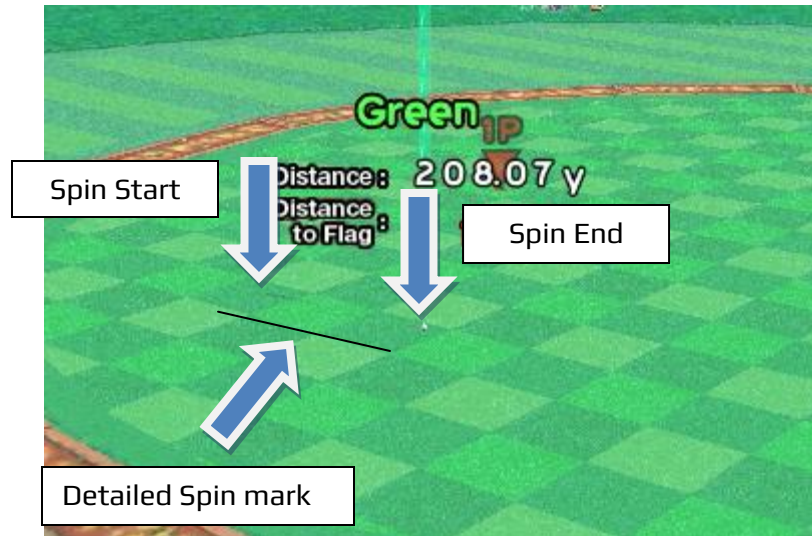 Green
1P
Spin Start
Distance : 208.07 y
Distance to Flag :
Spin End
Detailed Spin mark